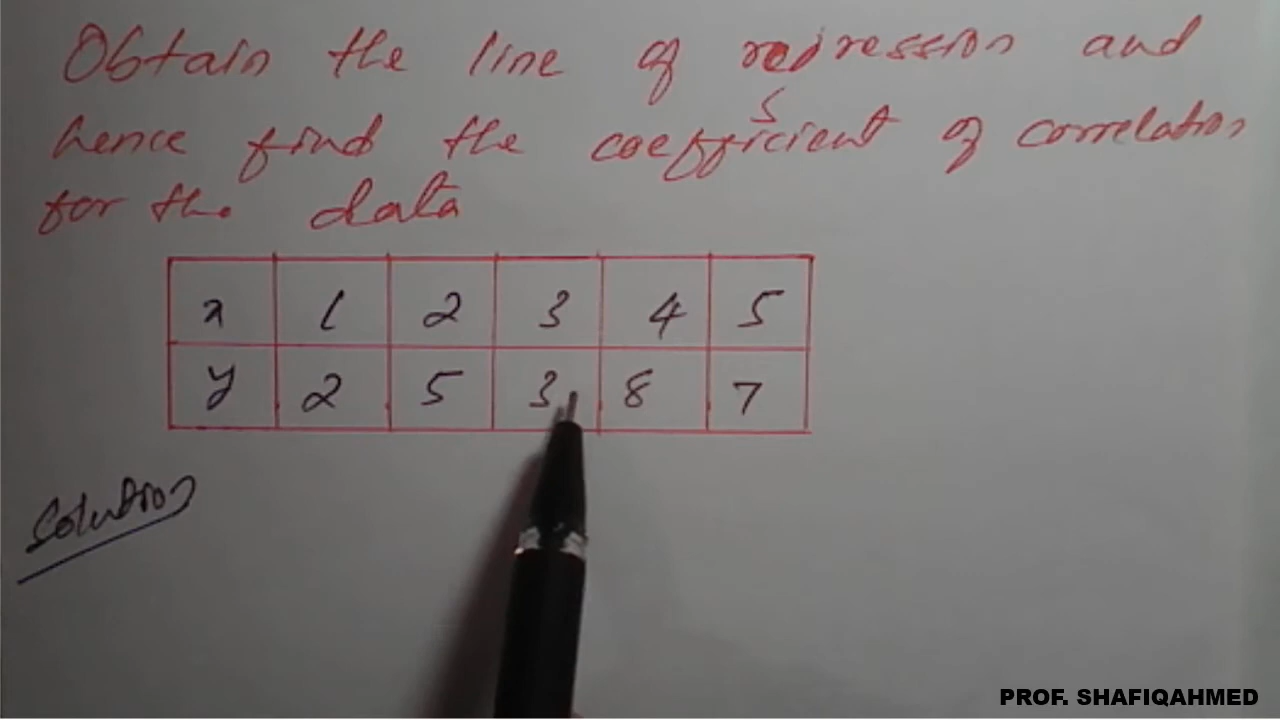 Obtain the line of regression and
hence find the coefficient of correlation
for the data
x 1 2 3 4 5
y 2 5 3 8 7
Solution
PROF. SHAFIQAHMED